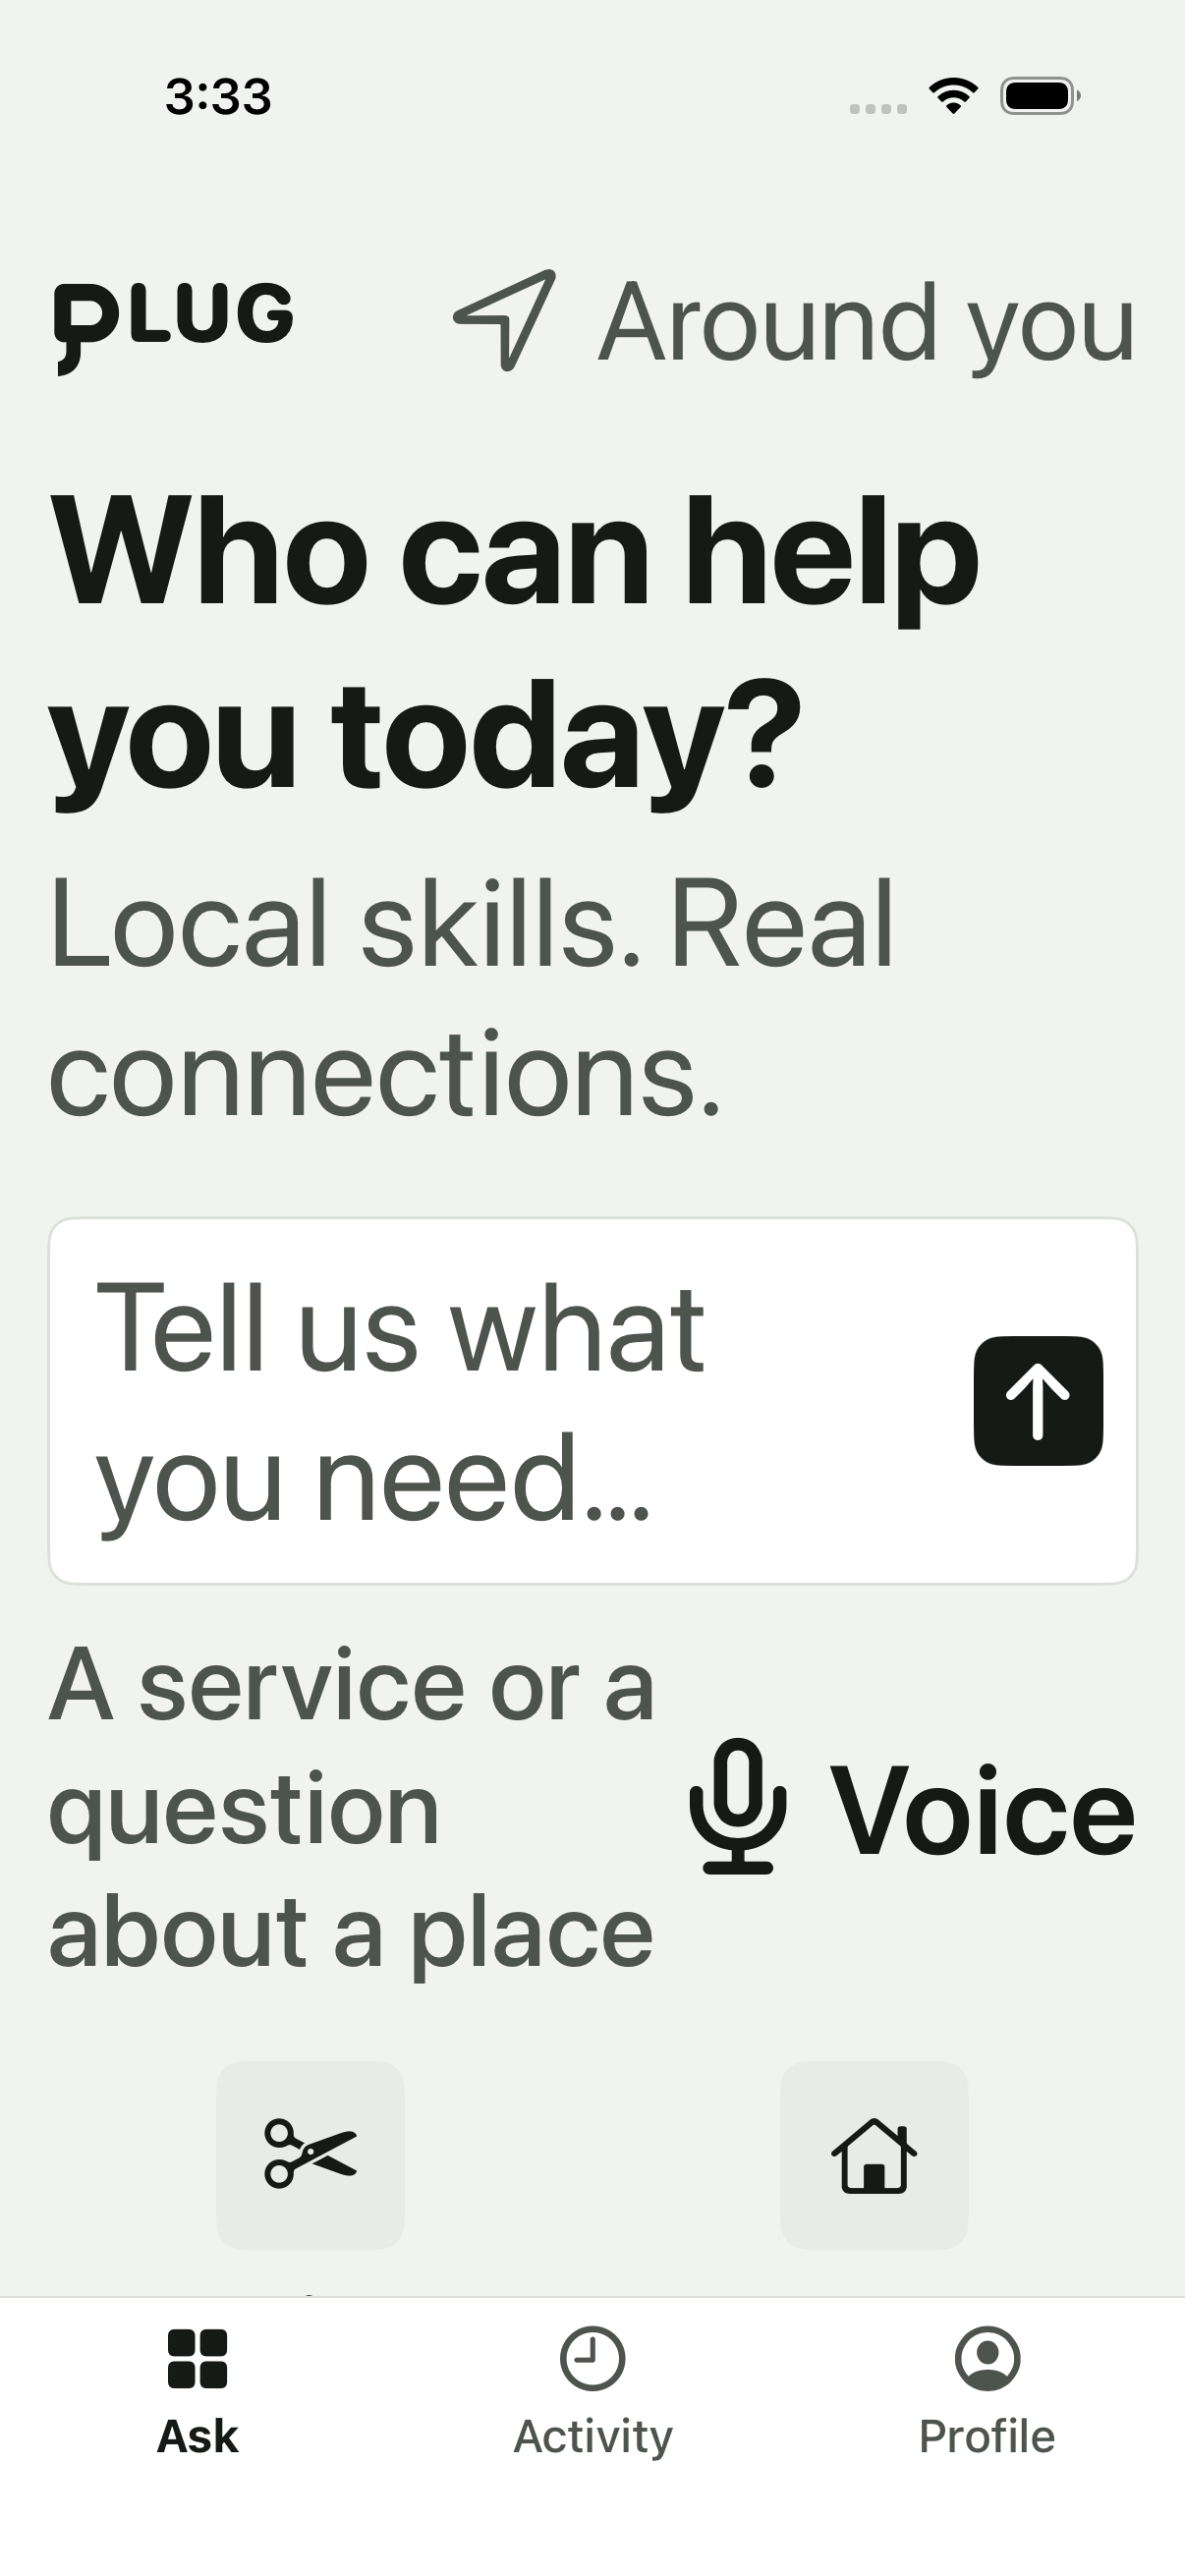 3:33
PLUG
Around you
Who can help
you today?
Local skills. Real
connections.
Tell us what
you need...
A service or a
question
about a place
Voice
Ask
Activity
Profile